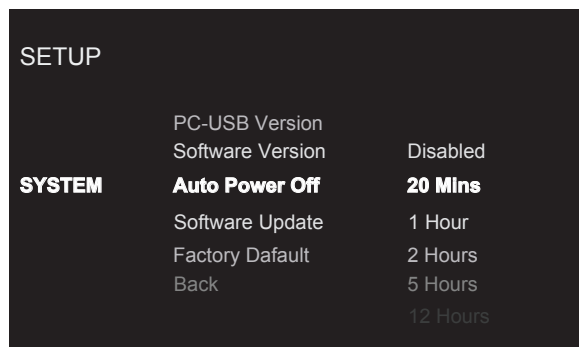 SETUP
PC-USB Version
Software Version Disabled
SYSTEM Auto Power Off 20 Mins
Software Update 1 Hour
Factory Dafault 2 Hours
Back 5 Hours
12 Hours